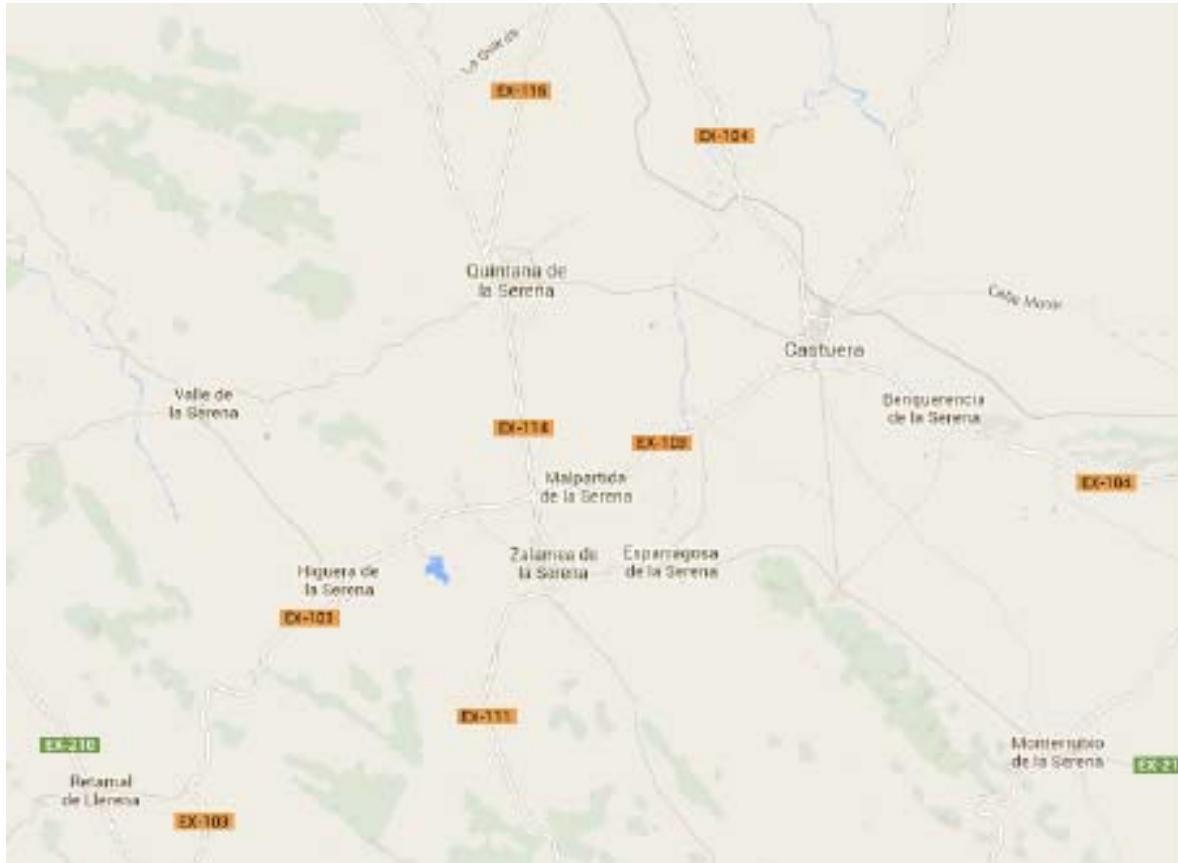 La Guarda
EX-116
EX-104
Quintana de
la Serena
Castuera
Valle de
la Serena
Benquerencia
de la Serena
EX-114
EX-103
Malpartida
de la Serena
EX-104
Zalamea de
la Serena
Esparragosa
de la Serena
Higuera de
la Serena
EX-103
EX-111
EX-210
Monterrubio
de la Serena
EX-21
Retamal
de Llerena
EX-103